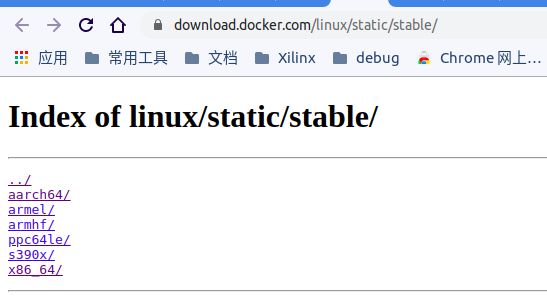 download.docker.com/linux/static/stable/
应用 常用工具 文档 Xilinx debug Chrome 网上…
Index of linux/static/stable/
../
aarch64/
armel/
armhf/
ppc64le/
s390x/
x86_64/